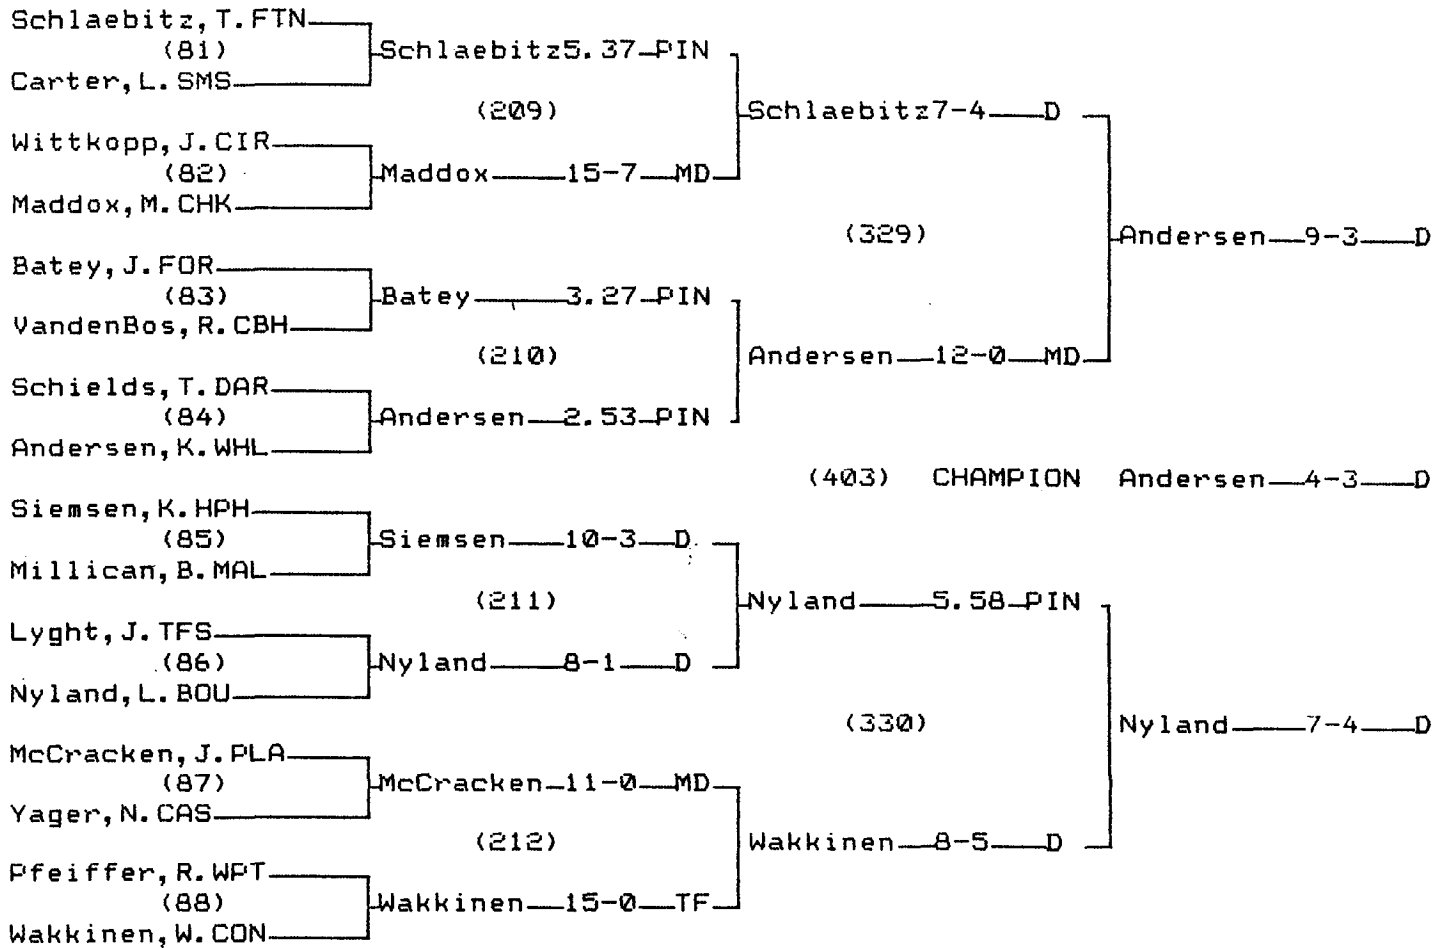 Schlaebitz, T. FTN
(81) Schlaebitz 5.37 PIN
Carter, L. SMS
(209) Schlaebitz 7-4 D
Wittkopp, J. CIR
(82) Maddox 15-7 MD
Maddox, M. CHK
(329) Andersen 9-3 D
Batey, J. FOR
(83) Batey 3.27 PIN
VandenBos, R. CBH
(210) Andersen 12-0 MD
Schields, T. DAR
(84) Andersen 2.53 PIN
Andersen, K. WHL
(403) CHAMPION Andersen 4-3 D
Siemsen, K. HPH
(85) Siemsen 10-3 D
Millican, B. MAL
(211) Nyland 5.58 PIN
Lyght, J. TFS
(86) Nyland 8-1 D
Nyland, L. BOU
(330) Nyland 7-4 D
McCracken, J. PLA
(87) McCracken 11-0 MD
Yager, N. CAS
(212) Wakkinen 8-5 D
Pfeiffer, R. WPT
(88) Wakkinen 15-0 TF
Wakkinen, W. CON